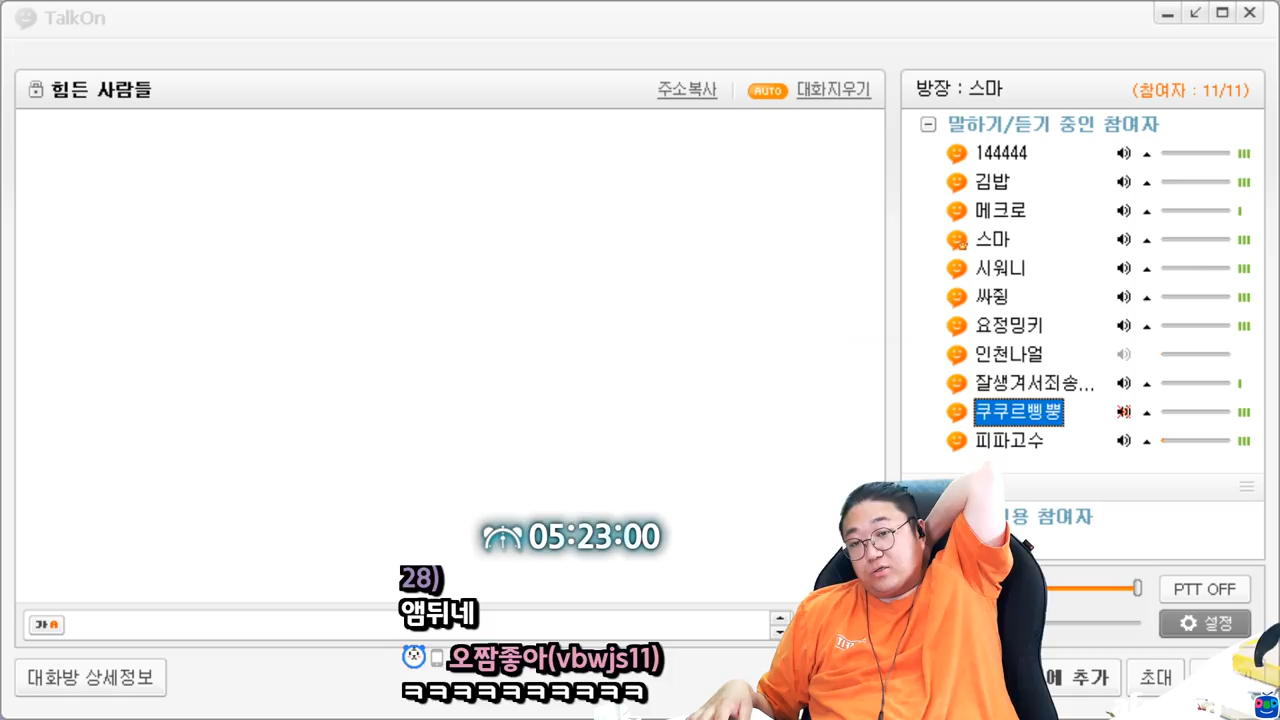 TalkOn
힘든 사람들
주소복사
AUTO
대화지우기
방장 : 스마
(참여자 : 11/11)
말하기/듣기 중인 참여자
144444
김밥
메크로
스마
시워니
싸쥥
요정밍키
인천나얼
잘생겨서죄송...
쿠쿠르삥뽕
피파고수
용 참여자
05:23:00
28)
앰뒤네
오짬좋아(vbwjs11)
ㅋㅋㅋㅋㅋㅋㅋㅋㅋㅋ
가A
PTT OFF
설정
대화방 상세정보
에 추가
초대